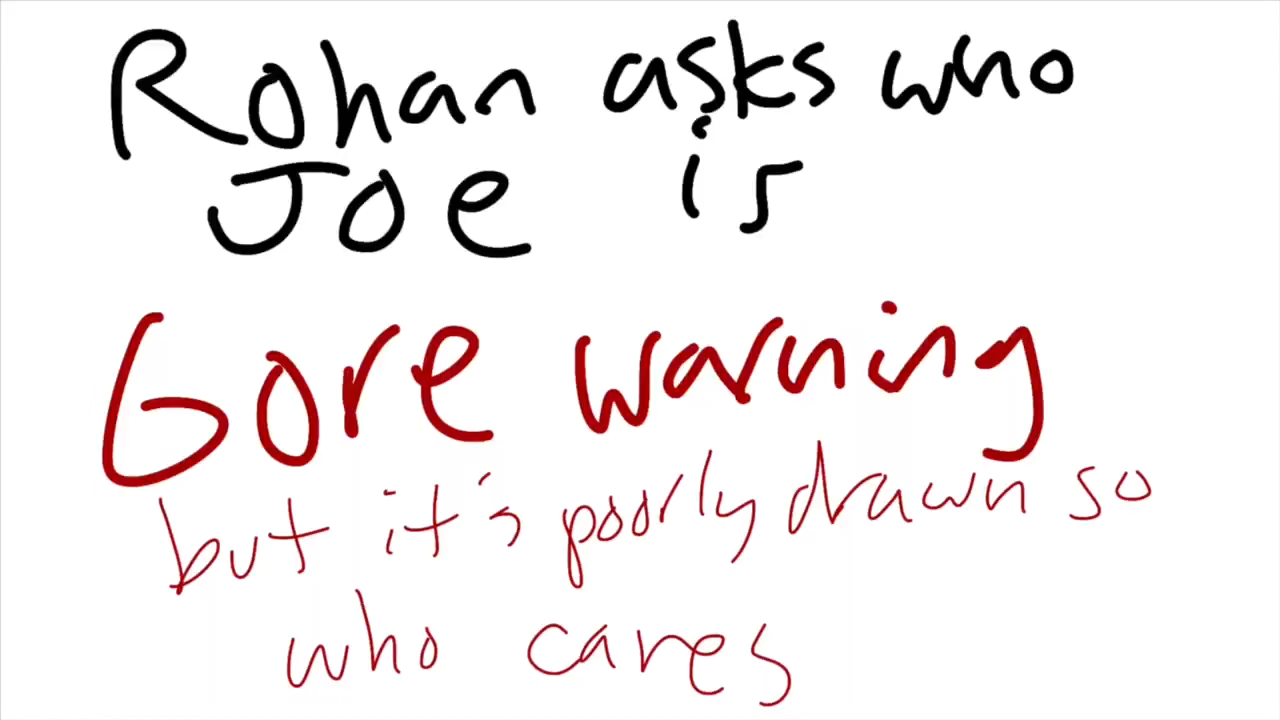 Rohan asks who
Joe is
Gore warning
but it's poorly drawn so
who cares